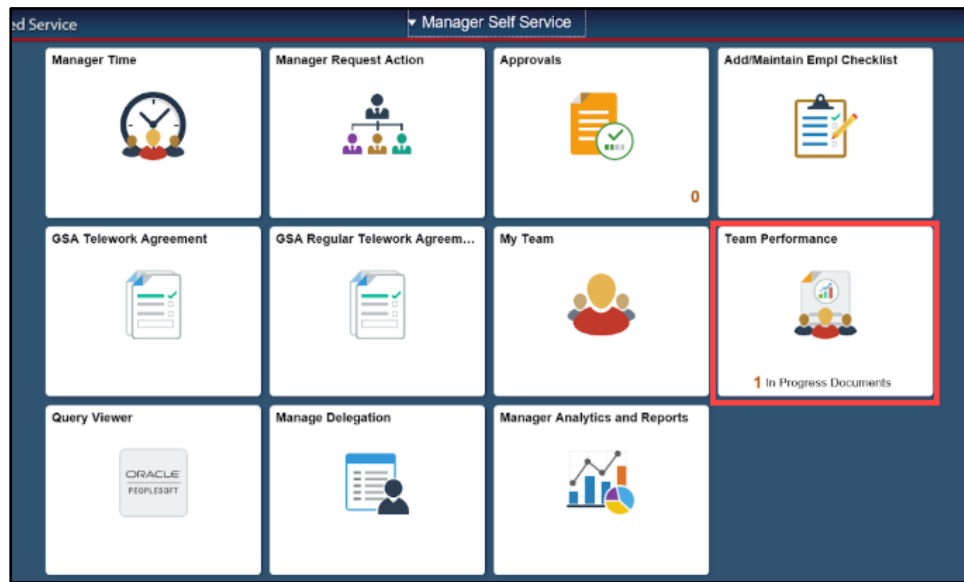 ed Service
Manager Self Service
Manager Time
Manager Request Action
Approvals
Add/Maintain Empl Checklist
0
GSA Telework Agreement
GSA Regular Telework Agreem...
My Team
Team Performance
1 In Progress Documents
Query Viewer
Manage Delegation
Manager Analytics and Reports
ORACLE
PEOPLESOFT